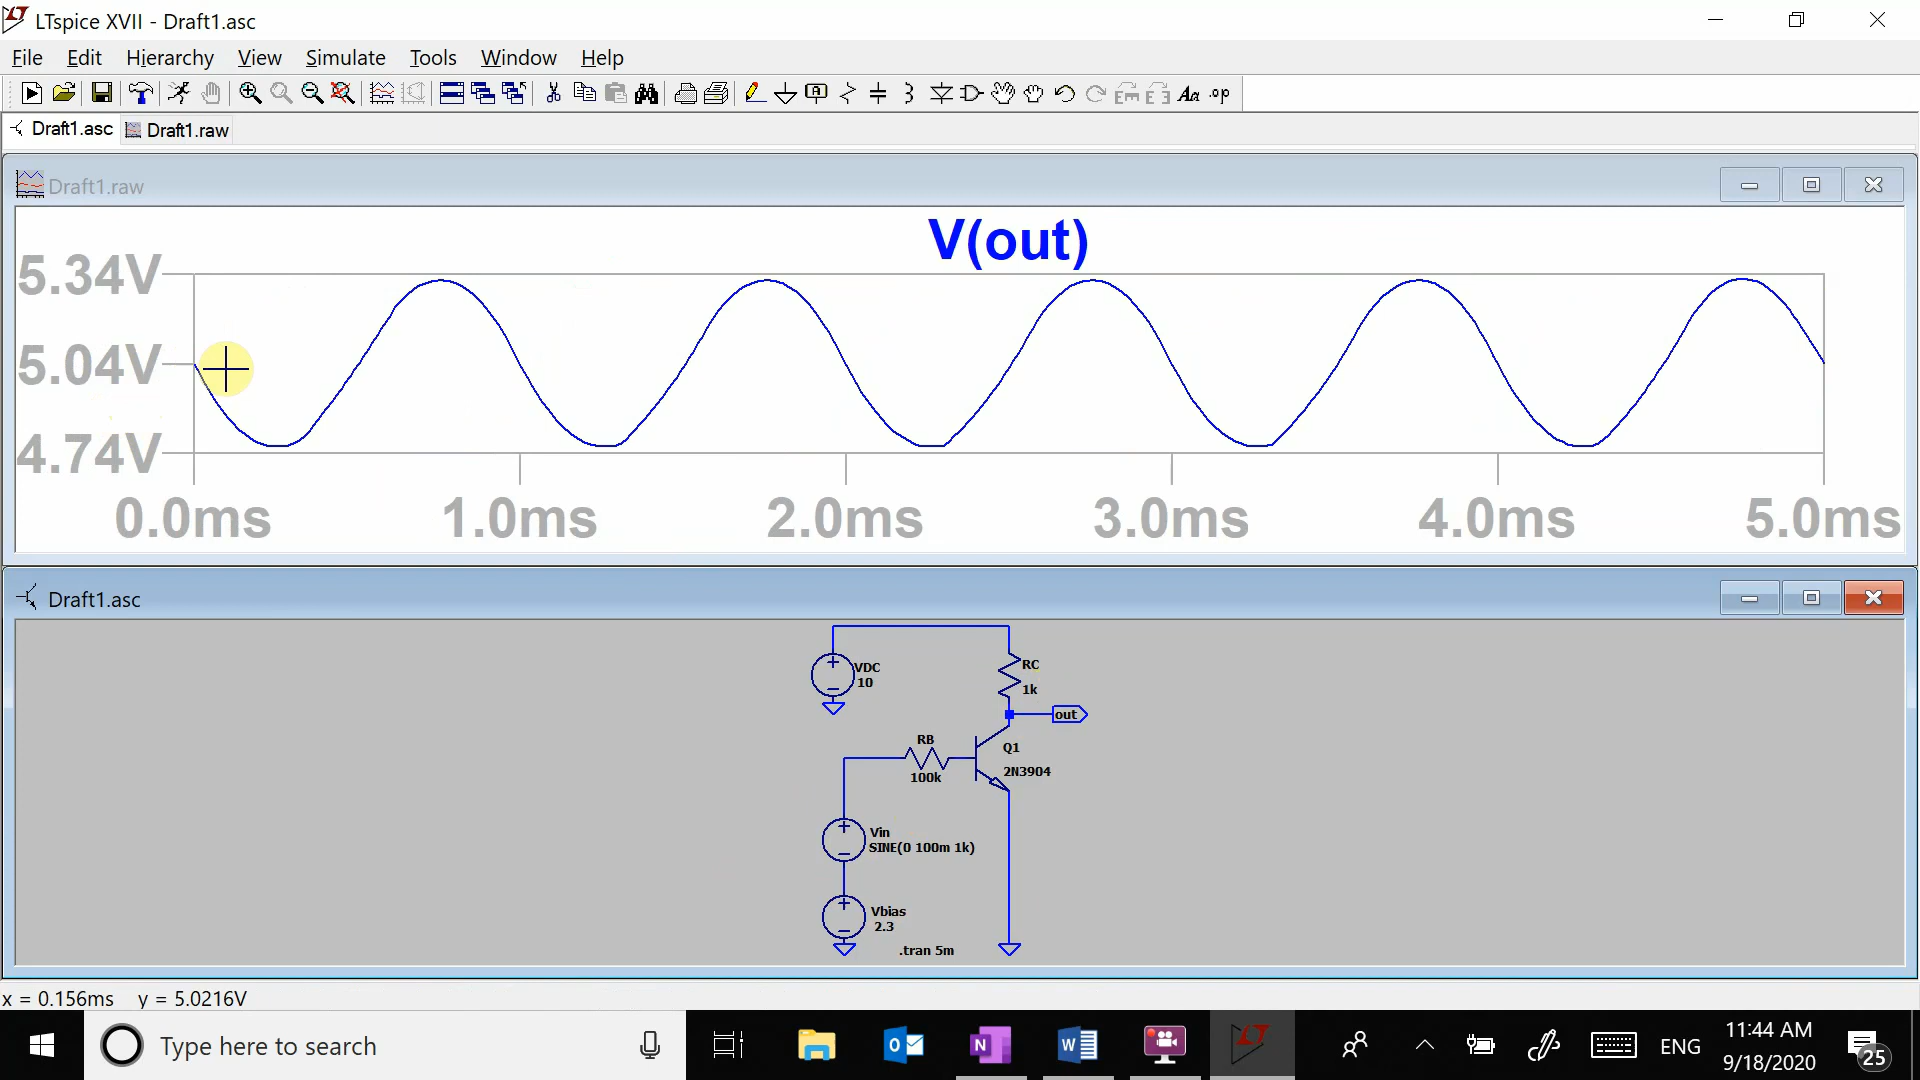 LTspice XVII - Draft1.asc
File Edit Hierarchy View Simulate Tools Window Help
Draft1.asc Draft1.raw
Draft1.raw
V(out)
5.34V
5.04V
4.74V
0.0ms 1.0ms 2.0ms 3.0ms 4.0ms 5.0ms
Draft1.asc
VDC
10
RC
1k
out
RB
100k
Q1
2N3904
Vin
SINE(0 100m 1k)
Vbias
2.3
.tran 5m
x = 0.156ms y = 5.0216V
Type here to search
ENG
11:44 AM
9/18/2020
25